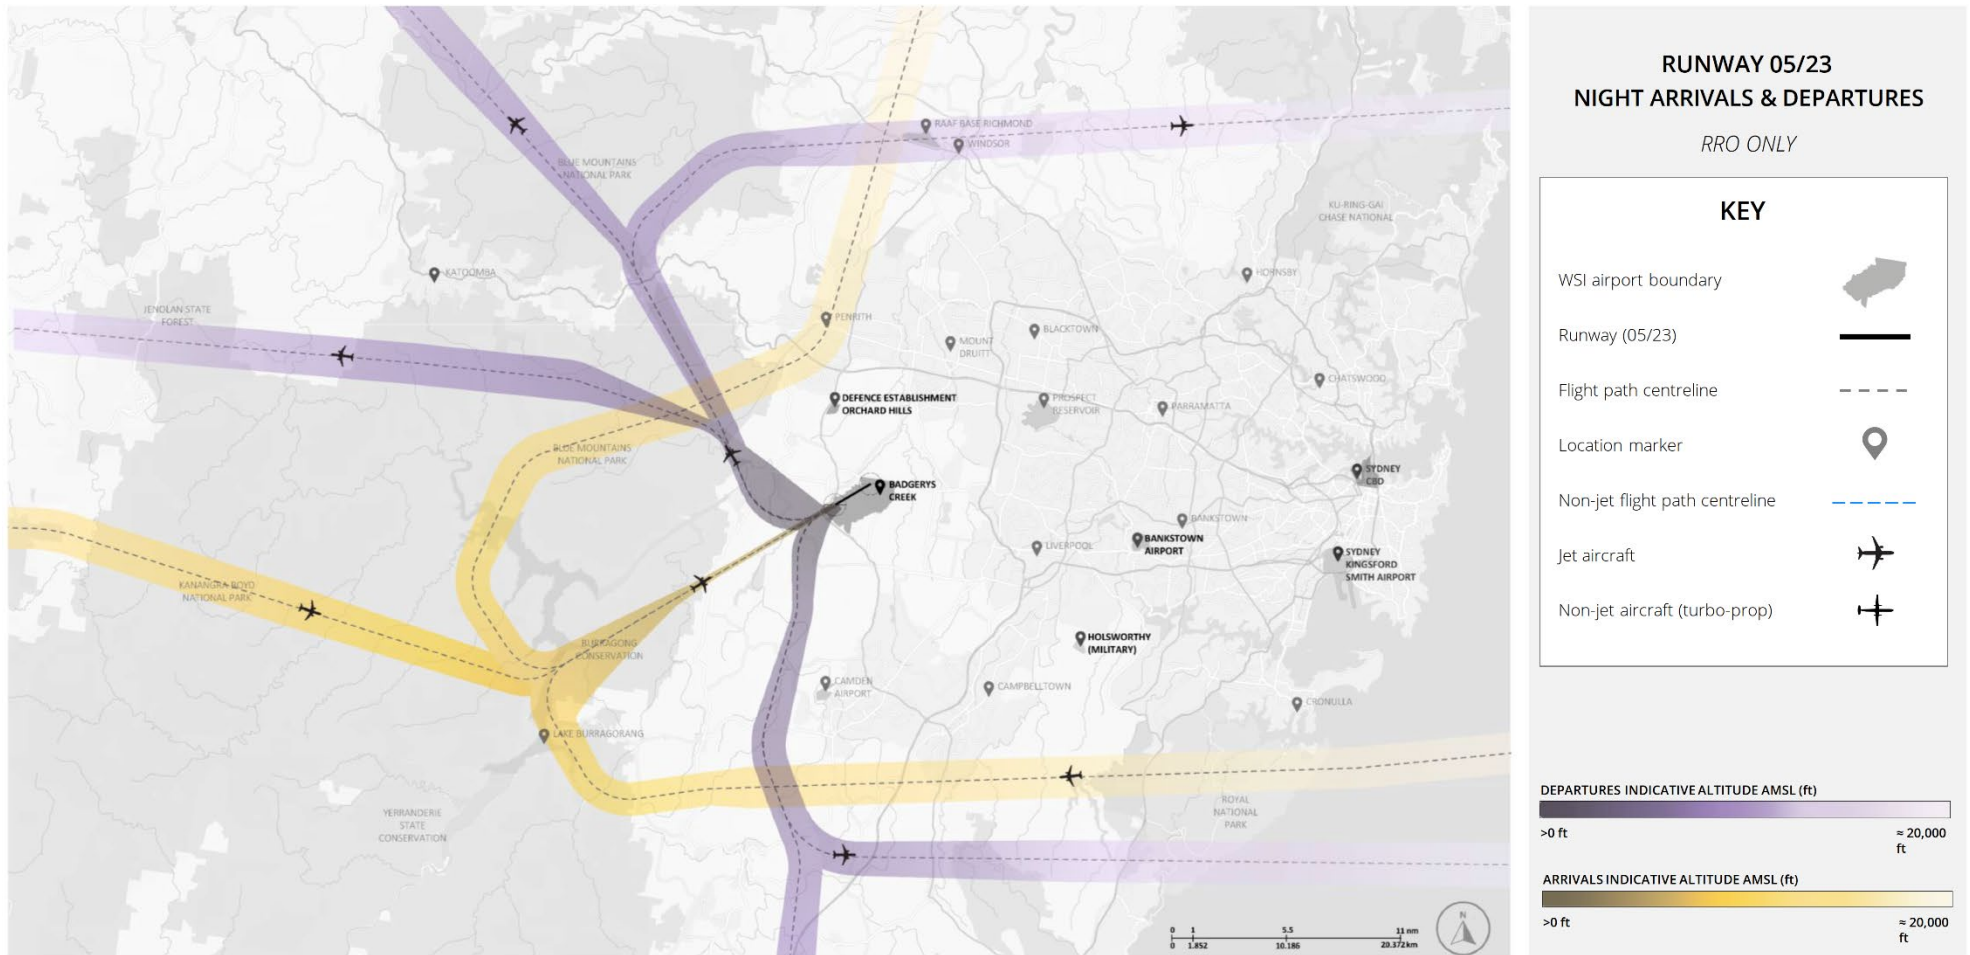 RAAF BASE RICHMOND
WINDSOR
BLUE MOUNTAINS
NATIONAL PARK
KU-RING-GAI
CHASE NATIONAL
KATOOMBA
HORNSBY
JENOLAN STATE
FOREST
PENRITH
BLACKTOWN
MOUNT
DRUITT
CHATSWOOD
DEFENCE ESTABLISHMENT
ORCHARD HILLS
PROSPECT
RESERVOIR
PARRAMATTA
BLUE MOUNTAINS
NATIONAL PARK
SYDNEY
CBD
BADGERYS
CREEK
BANKSTOWN
BANKSTOWN
AIRPORT
LIVERPOOL
SYDNEY
KINGSFORD
SMITH AIRPORT
KANANGRA-BOYD
NATIONAL PARK
HOLSWORTHY
(MILITARY)
BURRAGONG
CONSERVATION
CAMDEN
AIRPORT
CAMPBELLTOWN
CRONULLA
LAKE BURRAGORANG
ROYAL
NATIONAL
PARK
YERRANDERIE
STATE
CONSERVATION
N
0 1 5.5 11 nm
0 1.852 10.186 20.372km
RUNWAY 05/23
NIGHT ARRIVALS & DEPARTURES
RRO ONLY
KEY
WSI airport boundary
Runway (05/23)
Flight path centreline
Location marker
Non-jet flight path centreline
Jet aircraft
Non-jet aircraft (turbo-prop)
DEPARTURES INDICATIVE ALTITUDE AMSL (ft)
>0 ft ≈ 20,000
ft
ARRIVALS INDICATIVE ALTITUDE AMSL (ft)
>0 ft ≈ 20,000
ft